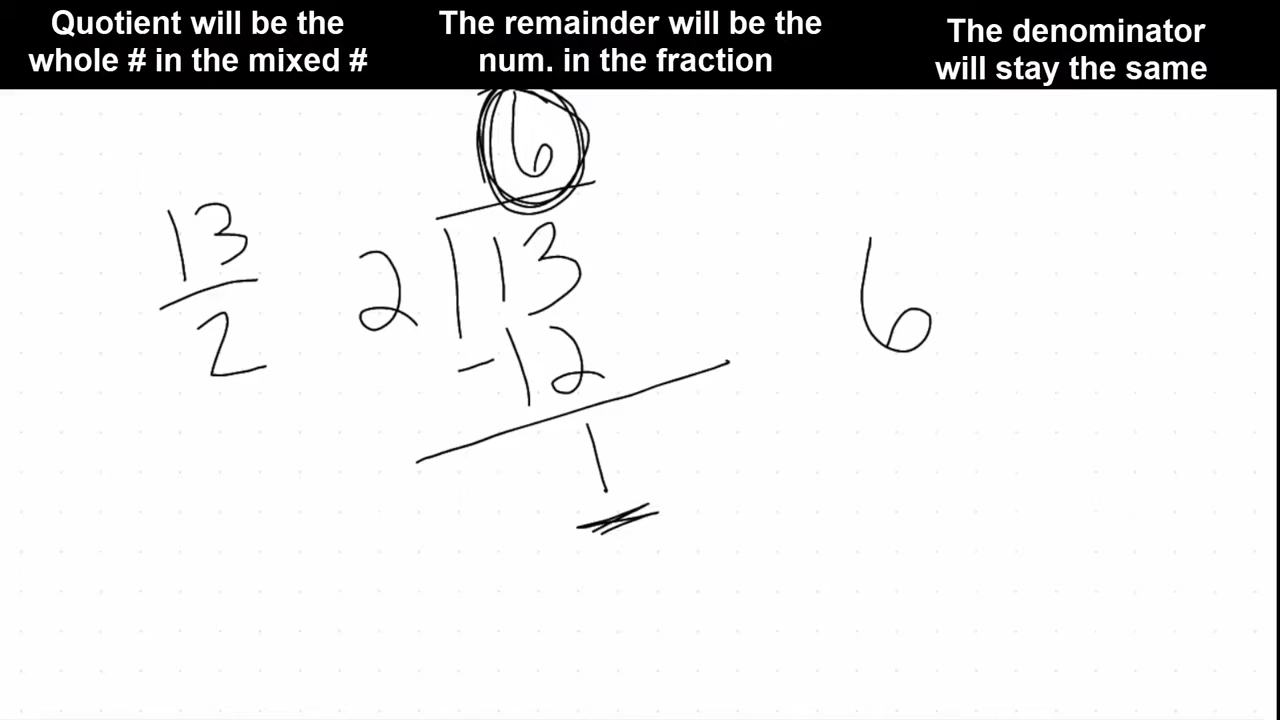 Quotient will be the
whole # in the mixed #
The remainder will be the
num. in the fraction
The denominator
will stay the same
6
13
2
2 13
-12
1
6